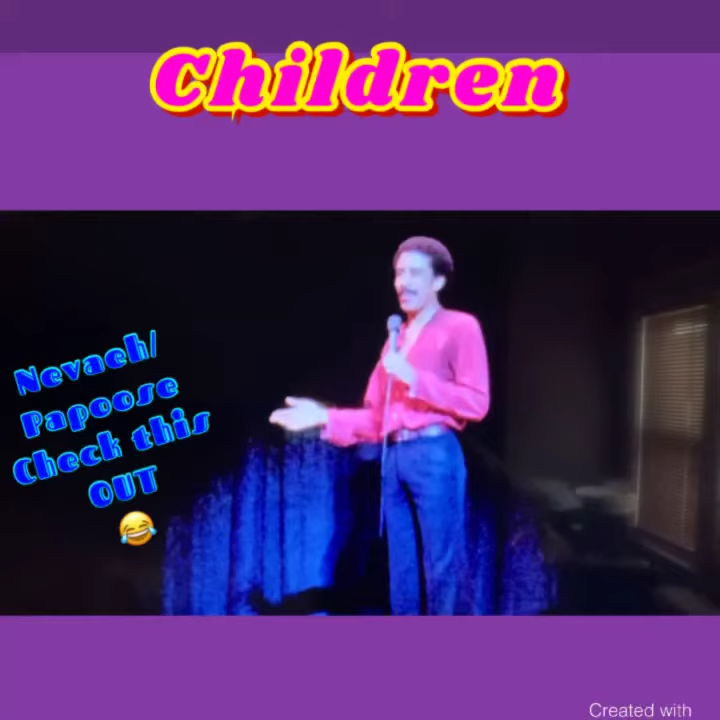 Children
Nevaeh/
Papoose
Check this
OUT
😂
Created with